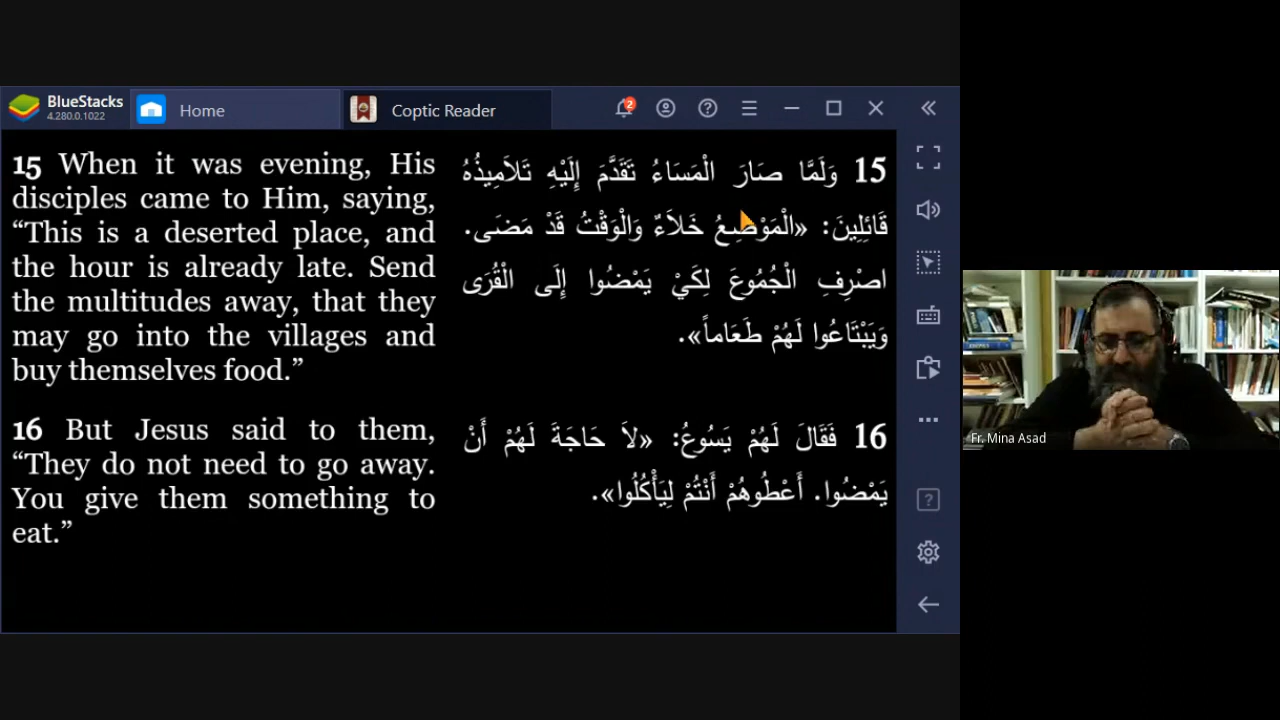 BlueStacks
4.280.0.1022
Home
Coptic Reader
2
15 When it was evening, His
disciples came to Him, saying,
“This is a deserted place, and
the hour is already late. Send
the multitudes away, that they
may go into the villages and
buy themselves food.”
16 But Jesus said to them,
“They do not need to go away.
You give them something to
eat.”
15 وَلَمَّا صَارَ الْمَسَاءُ تَقَدَّمَ إِلَيْهِ تَلاَمِيذُهُ
قَائِلِينَ: «الْمَوْضِعُ خَلاَءٌ وَالْوَقْتُ قَدْ مَضَى.
اصْرِفِ الْجُمُوعَ لِكَيْ يَمْضُوا إِلَى الْقُرَى
وَيَبْتَاعُوا لَهُمْ طَعَاماً».
16 فَقَالَ لَهُمْ يَسُوعُ: «لاَ حَاجَةَ لَهُمْ أَنْ
يَمْضُوا. أَعْطُوهُمْ أَنْتُمْ لِيَأْكُلُوا».
Fr. Mina Asad